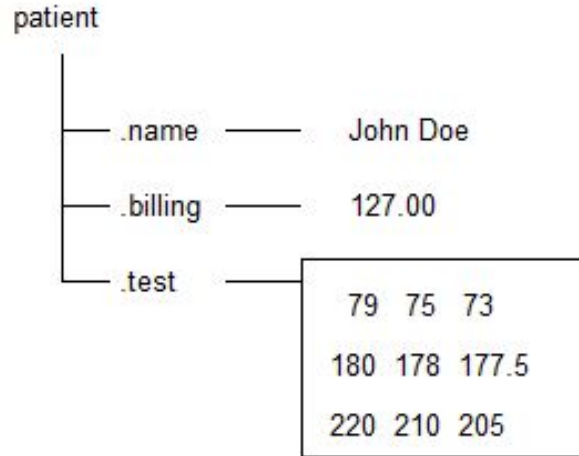 patient
.name John Doe
.billing 127.00
.test
79 75 73
180 178 177.5
220 210 205